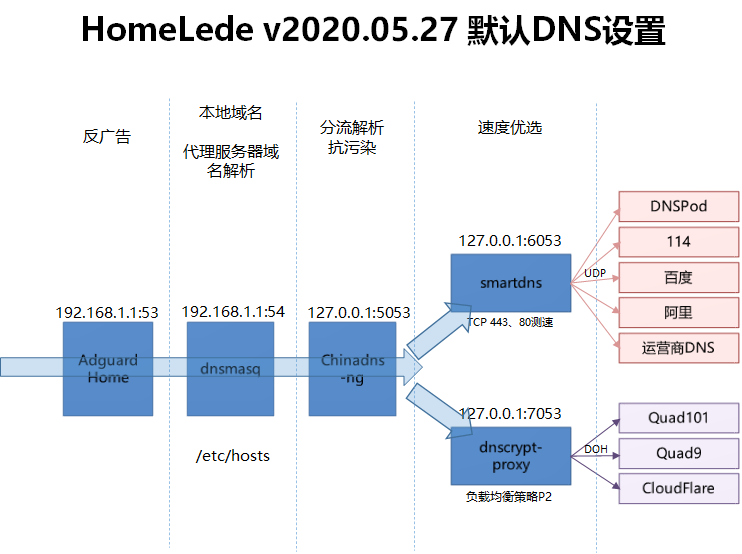 HomeLede v2020.05.27 默认DNS设置
反广告
本地域名
代理服务器域
名解析
分流解析
抗污染
速度优选
192.168.1.1:53
Adguard
Home
192.168.1.1:54
dnsmasq
/etc/hosts
127.0.0.1:5053
Chinadns
-ng
127.0.0.1:6053
smartdns
TCP 443、80测速
127.0.0.1:7053
dnscrypt-
proxy
负载均衡策略P2
UDP
DNSPod
114
百度
阿里
运营商DNS
DOH
Quad101
Quad9
CloudFlare